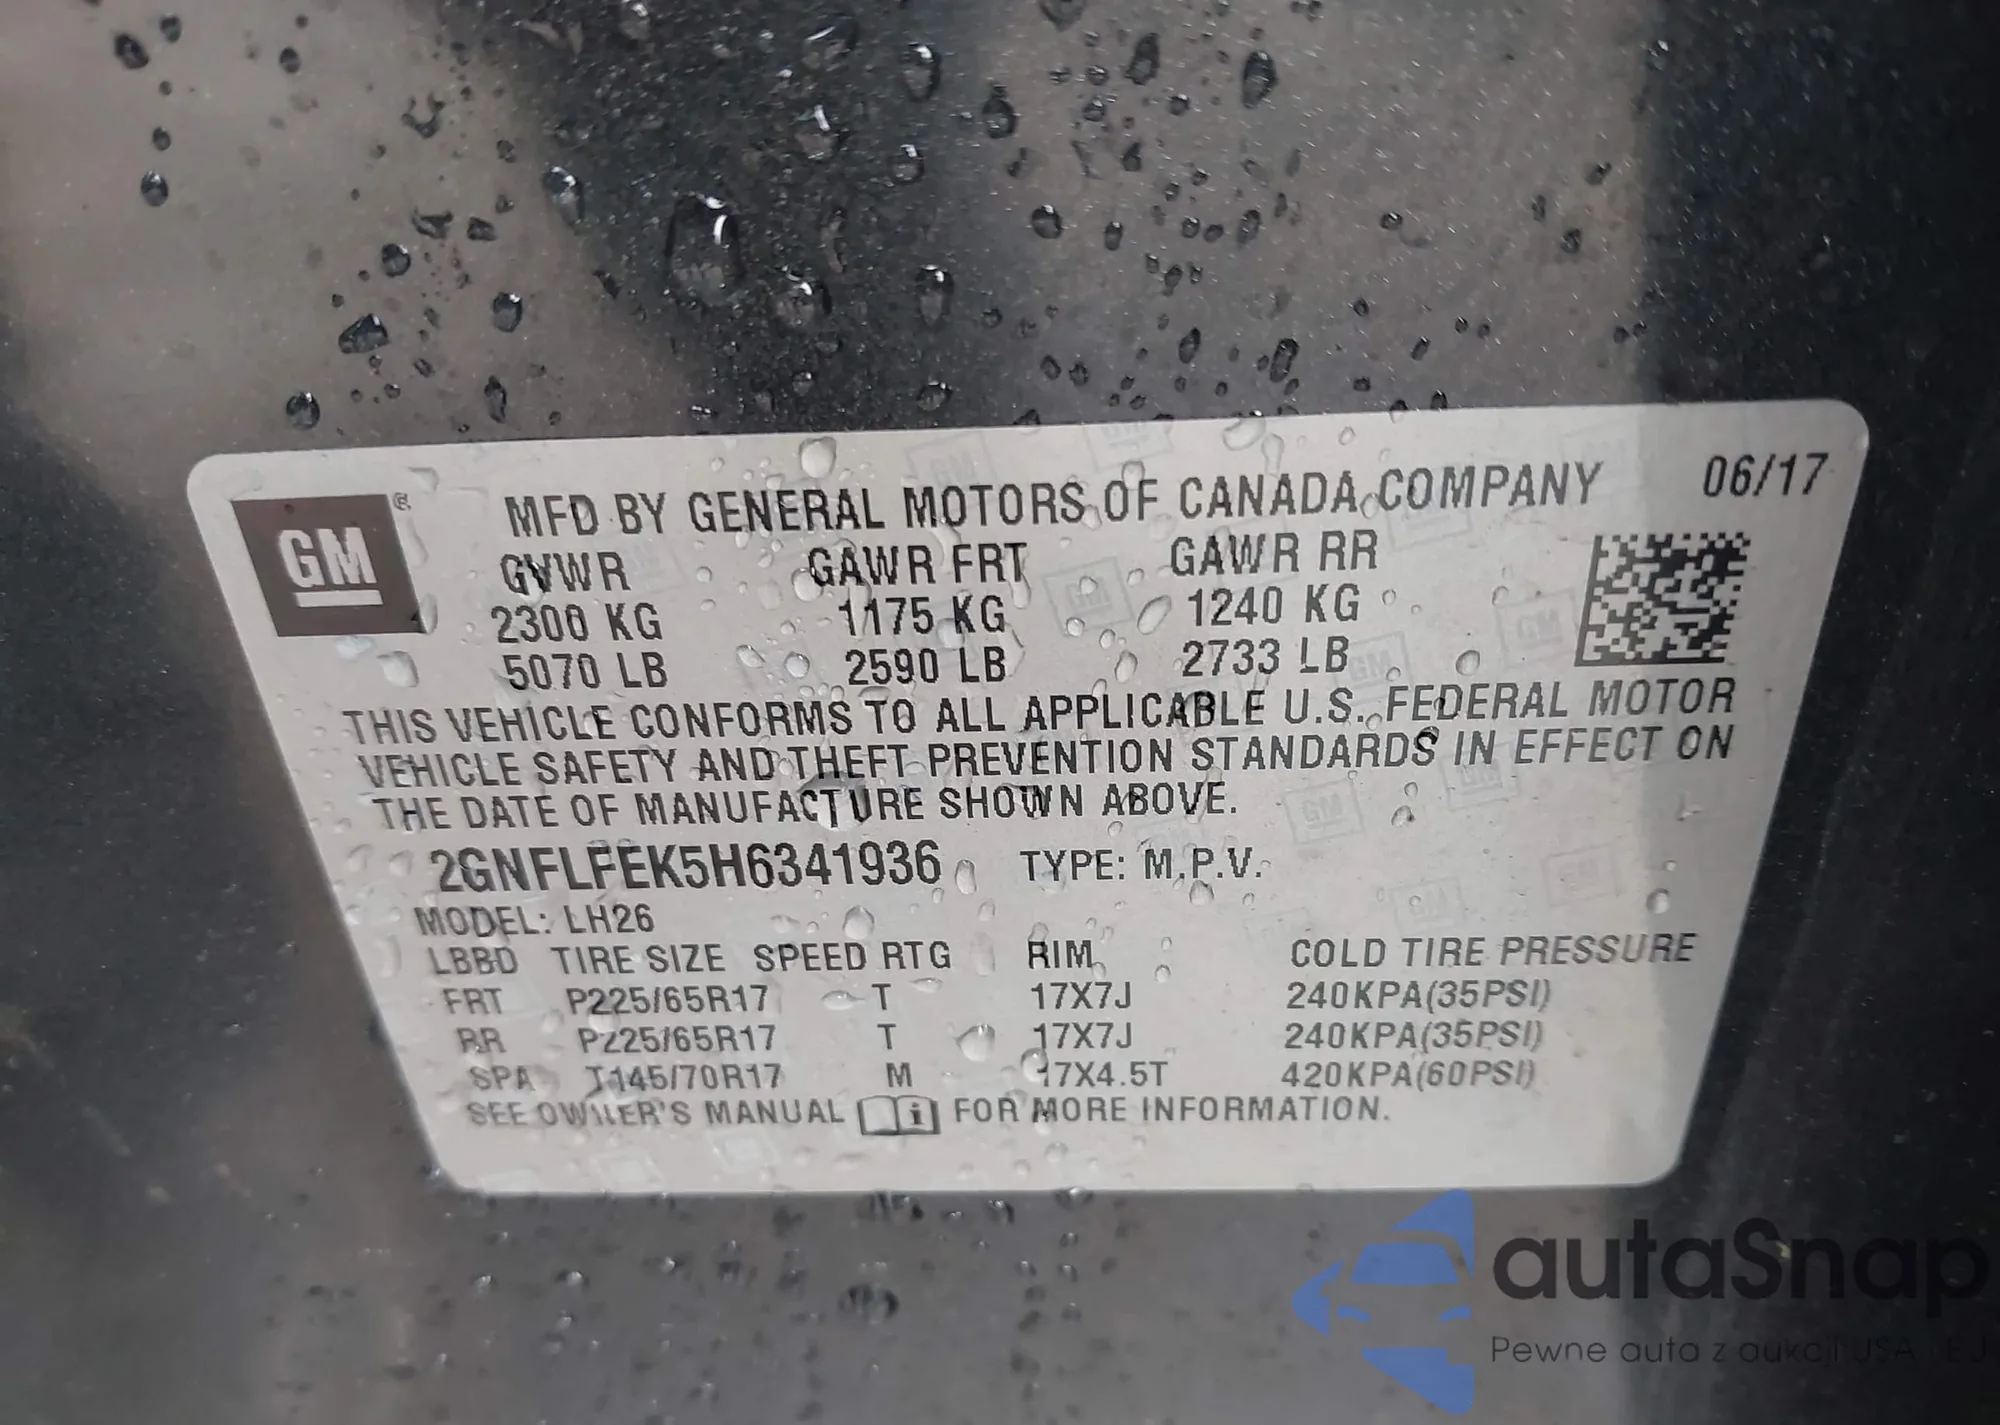 GM ®
MFD BY GENERAL MOTORS OF CANADA COMPANY 06/17
GVWR GAWR FRT GAWR RR
2300 KG 1175 KG 1240 KG
5070 LB 2590 LB 2733 LB
THIS VEHICLE CONFORMS TO ALL APPLICABLE U.S. FEDERAL MOTOR
VEHICLE SAFETY AND THEFT PREVENTION STANDARDS IN EFFECT ON
THE DATE OF MANUFACTURE SHOWN ABOVE.
2GNFLFEK5H6341936 TYPE: M.P.V.
MODEL: LH26
TIRE SIZE SPEED RTG RIM COLD TIRE PRESSURE
FRT P225/65R17 T 17X7J 240KPA(35PSI)
RR P225/65R17 T 17X7J 240KPA(35PSI)
SPA T145/70R17 M 17X4.5T 420KPA(60PSI)
SEE OWNER'S MANUAL i FOR MORE INFORMATION.
autaSnap
Pewne auta z aukcji USA